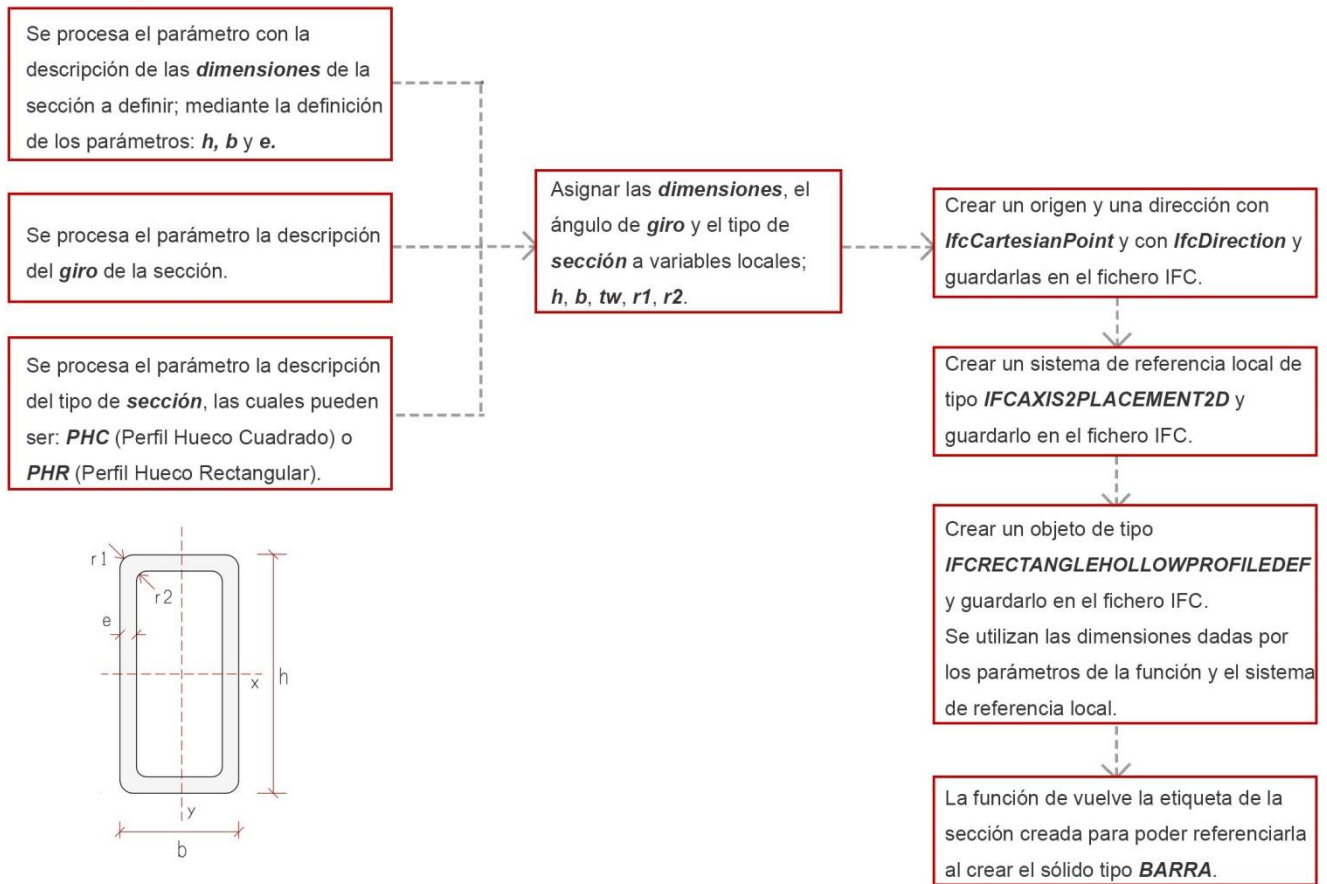 Se procesa el parámetro con la
descripción de las dimensiones de la
sección a definir; mediante la definición
de los parámetros: h, b y e.
Se procesa el parámetro la descripción
del giro de la sección.
Se procesa el parámetro la descripción
del tipo de sección, las cuales pueden
ser: PHC (Perfil Hueco Cuadrado) o
PHR (Perfil Hueco Rectangular).
Asignar las dimensiones, el
ángulo de giro y el tipo de
sección a variables locales;
h, b, tw, r1, r2.
Crear un origen y una dirección con
IfcCartesianPoint y con IfcDirection y
guardarlas en el fichero IFC.
Crear un sistema de referencia local de
tipo IFCAXIS2PLACEMENT2D y
guardarlo en el fichero IFC.
Crear un objeto de tipo
IFCRECTANGLEHOLLOWPROFILEDEF
y guardarlo en el fichero IFC.
Se utilizan las dimensiones dadas por
los parámetros de la función y el sistema
de referencia local.
La función de vuelve la etiqueta de la
sección creada para poder referenciarla
al crear el sólido tipo BARRA.
r1
r2
e
x
h
y
b